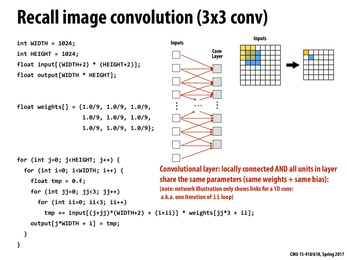 Recall image convolution (3x3 conv)
int WIDTH = 1024;
int HEIGHT = 1024;
float input[(WIDTH+2) * (HEIGHT+2)];
float output[WIDTH * HEIGHT];
float weights[] = {1.0/9, 1.0/9, 1.0/9,
1.0/9, 1.0/9, 1.0/9,
1.0/9, 1.0/9, 1.0/9};
for (int j=0; j<HEIGHT; j++) {
for (int i=0; i<WIDTH; i++) {
float tmp = 0.f;
for (int jj=0; jj<3; jj++)
for (int ii=0; ii<3; ii++)
tmp += input[(j+jj)*(WIDTH+2) + (i+ii)] * weights[jj*3 + ii];
output[j*WIDTH + i] = tmp;
}
}
Inputs
Conv
Layer
Inputs
...
...
Convolutional layer: locally connected AND all units in layer
share the same parameters (same weights + same bias):
(note: network illustration only shows links for a 1D conv:
a.k.a. one iteration of ii loop)
CMU 15-418/618, Spring 2017